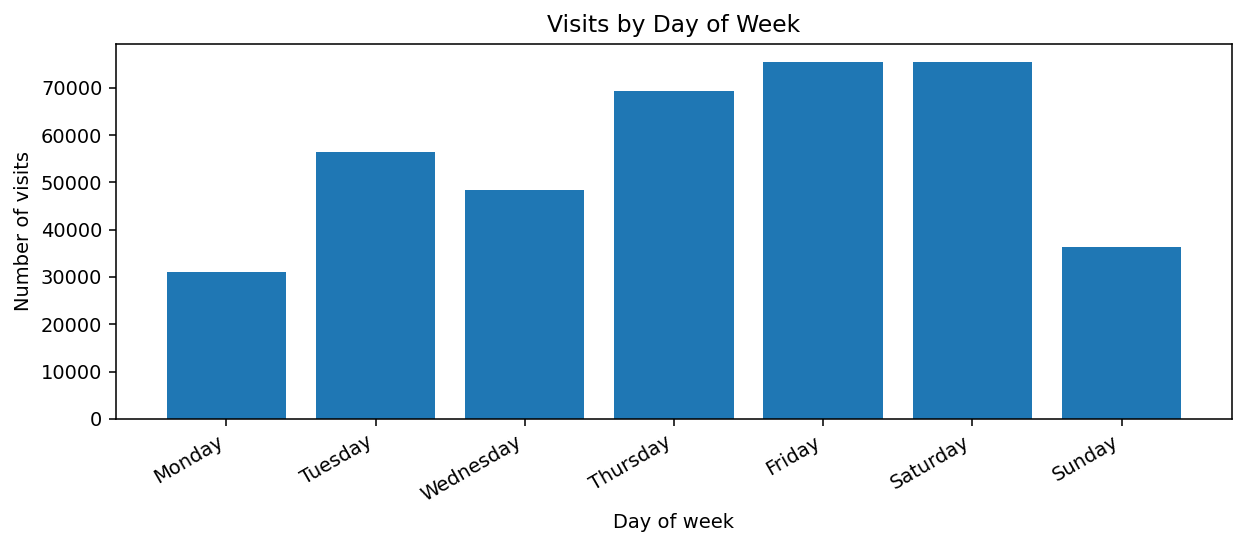 Visits by Day of Week
Number of visits
70000
60000
50000
40000
30000
20000
10000
0
Monday
Tuesday
Wednesday
Thursday
Friday
Saturday
Sunday
Day of week